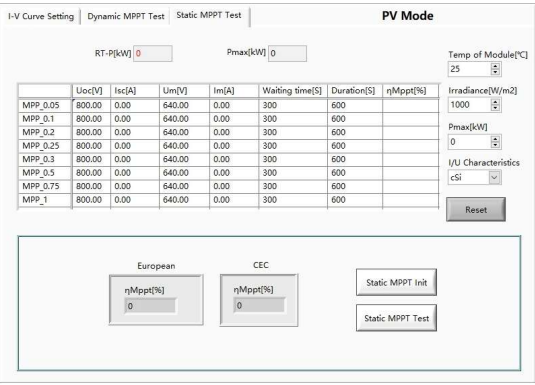 I-V Curve Setting Dynamic MPPT Test Static MPPT Test PV Mode
RT-P[kW] 0 Pmax[kW] 0
Temp of Module[℃]
25
Uoc[V] Isc[A] Um[V] Im[A] Waiting time[S] Duration[S] ηMppt[%]
MPP_0.05 800.00 0.00 640.00 0.00 300 600
MPP_0.1 800.00 0.00 640.00 0.00 300 600
MPP_0.2 800.00 0.00 640.00 0.00 300 600
MPP_0.25 800.00 0.00 640.00 0.00 300 600
MPP_0.3 800.00 0.00 640.00 0.00 300 600
MPP_0.5 800.00 0.00 640.00 0.00 300 600
MPP_0.75 800.00 0.00 640.00 0.00 300 600
MPP_1 800.00 0.00 640.00 0.00 300 600
Irradiance[W/m2]
1000
Pmax[kW]
0
I/U Characteristics
cSi
Reset
European CEC
ηMppt[%] ηMppt[%]
0 0
Static MPPT Init
Static MPPT Test